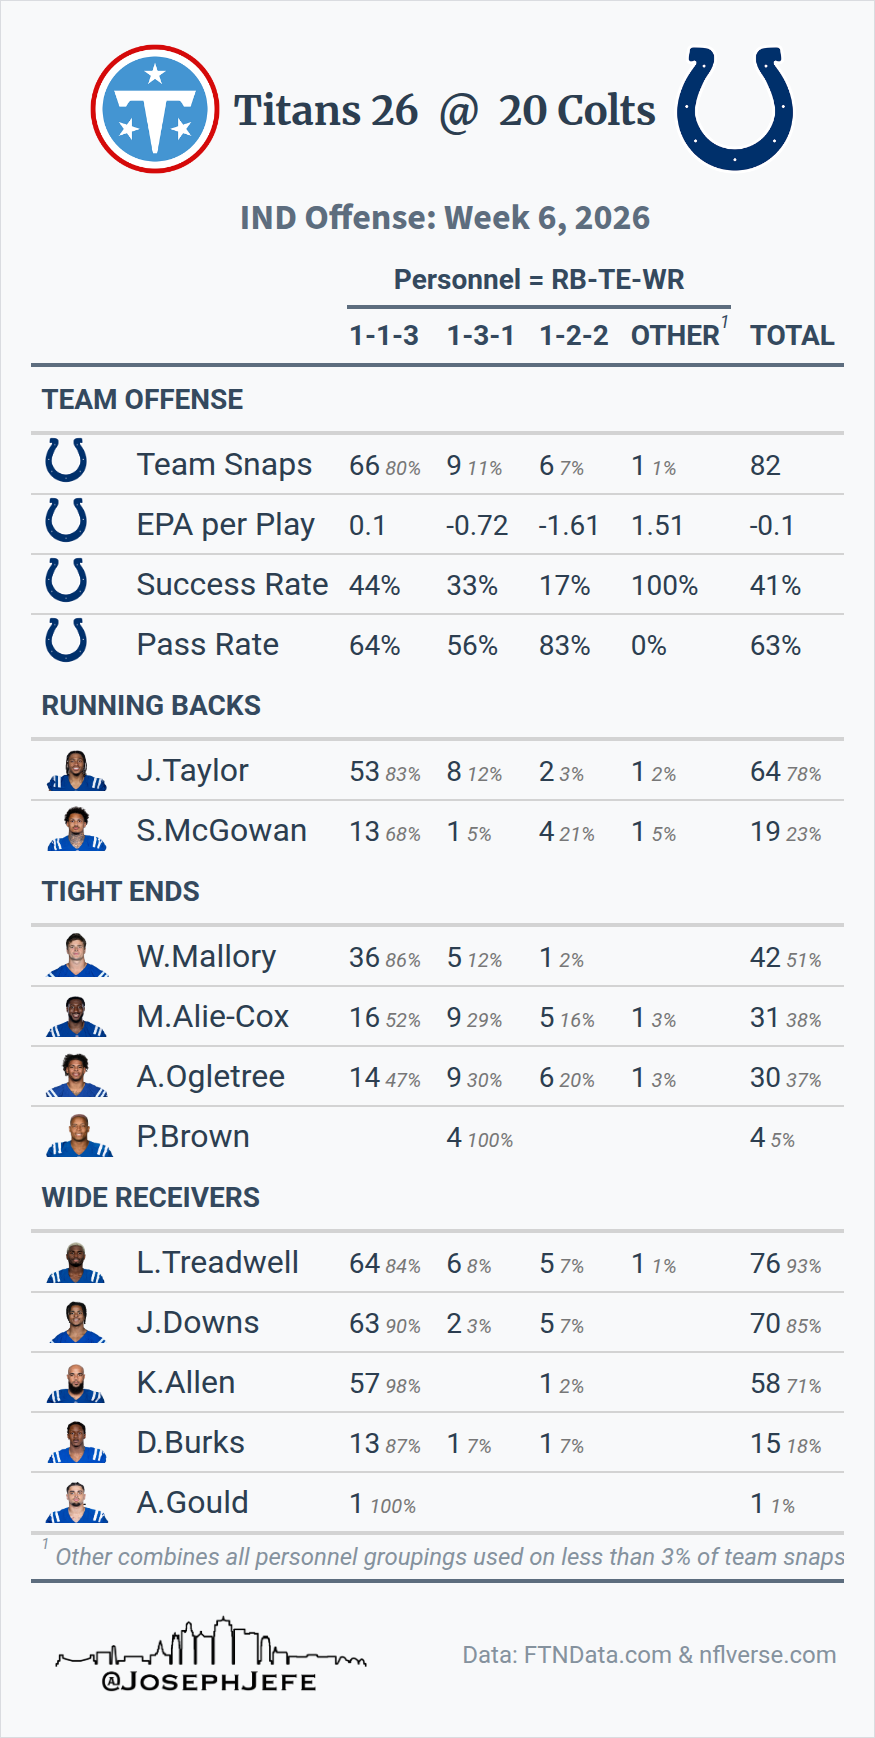 Titans 26 @ 20 Colts
IND Offense: Week 6, 2026
Personnel = RB-TE-WR
1-1-3 1-3-1 1-2-2 OTHER1 TOTAL
TEAM OFFENSE
Team Snaps 66 80% 9 11% 6 7% 1 1% 82
EPA per Play 0.1 -0.72 -1.61 1.51 -0.1
Success Rate 44% 33% 17% 100% 41%
Pass Rate 64% 56% 83% 0% 63%
RUNNING BACKS
J.Taylor 53 83% 8 12% 2 3% 1 2% 64 78%
S.McGowan 13 68% 1 5% 4 21% 1 5% 19 23%
TIGHT ENDS
W.Mallory 36 86% 5 12% 1 2% 42 51%
M.Alie-Cox 16 52% 9 29% 5 16% 1 3% 31 38%
A.Ogletree 14 47% 9 30% 6 20% 1 3% 30 37%
P.Brown 4 100% 4 5%
WIDE RECEIVERS
L.Treadwell 64 84% 6 8% 5 7% 1 1% 76 93%
J.Downs 63 90% 2 3% 5 7% 70 85%
K.Allen 57 98% 1 2% 58 71%
D.Burks 13 87% 1 7% 1 7% 15 18%
A.Gould 1 100% 1 1%
1 Other combines all personnel groupings used on less than 3% of team snaps
@JosephJefe
Data: FTNData.com & nflverse.com